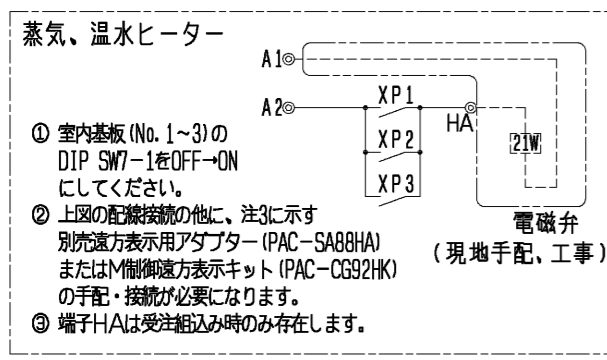 蒸気、温水ヒーター
A1
A2
XP1
XP2
XP3
HA
21W
電磁弁
(現地手配、工事)
① 室内基板(No.1~3)の
DIP SW7-1をOFF→ON
にしてください。
② 上図の配線接続の他に、注3に示す
別売遠方表示用アダプター(PAC-SA88HA)
またはM制御遠方表示キット(PAC-CG92HK)
の手配・接続が必要になります。
③ 端子HAは受注組込み時のみ存在します。